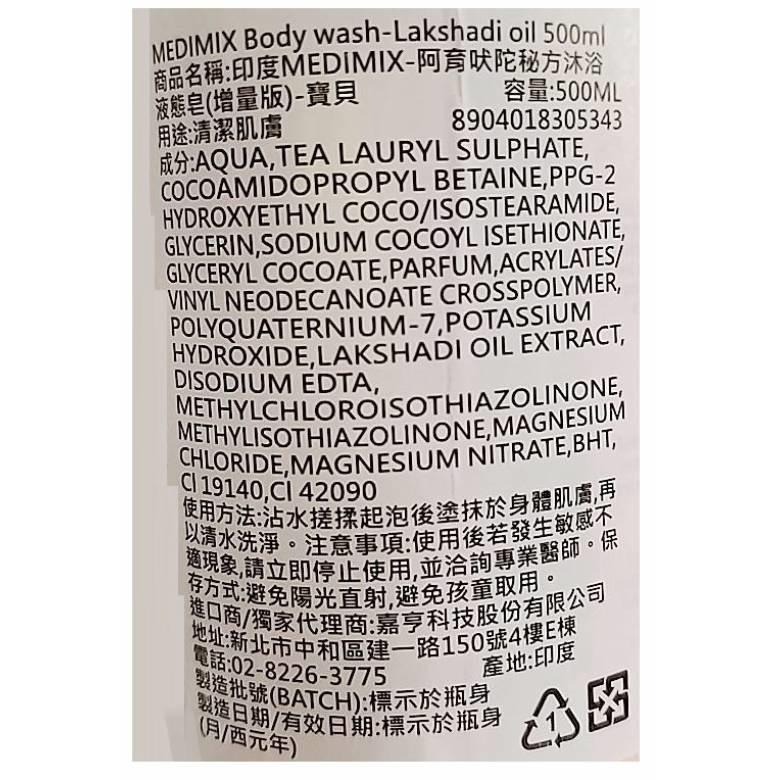 MEDIMIX Body wash-Lakshadi oil 500ml
商品名稱:印度MEDIMIX-阿育吠陀秘方沐浴
液態皂(增量版)-寶貝 容量:500ML
用途:清潔肌膚 8904018305343
成分:AQUA,TEA LAURYL SULPHATE,
COCOAMIDOPROPYL BETAINE,PPG-2
HYDROXYETHYL COCO/ISOSTEARAMIDE,
GLYCERIN,SODIUM COCOYL ISETHIONATE,
GLYCERYL COCOATE,PARFUM,ACRYLATES/
VINYL NEODECANOATE CROSSPOLYMER,
POLYQUATERNIUM-7,POTASSIUM
HYDROXIDE,LAKSHADI OIL EXTRACT,
DISODIUM EDTA,
METHYLCHLOROISOTHIAZOLINONE,
METHYLISOTHIAZOLINONE,MAGNESIUM
CHLORIDE,MAGNESIUM NITRATE,BHT,
CI 19140,CI 42090
使用方法:沾水搓揉起泡後塗抹於身體肌膚,再
以清水洗淨。注意事項:使用後若發生敏感不
適現象,請立即停止使用,並洽詢專業醫師。保
存方式:避免陽光直射,避免孩童取用。
進口商/獨家代理商:嘉亨科技股份有限公司
地址:新北市中和區建一路150號4樓E棟
電話:02-8226-3775 產地:印度
製造批號(BATCH):標示於瓶身
製造日期/有效日期:標示於瓶身
(月/西元年) 1